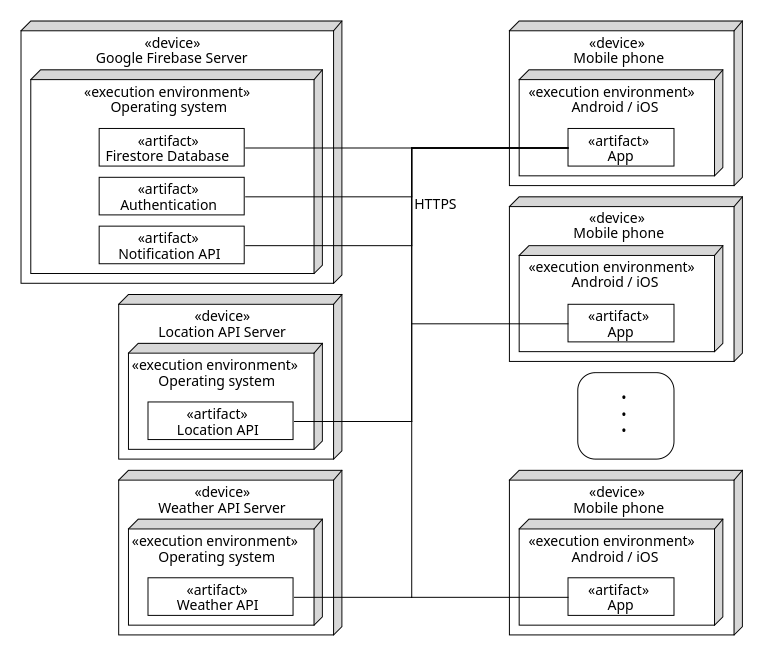 «device»
Google Firebase Server
«execution environment»
Operating system
«artifact»
Firestore Database
«artifact»
Authentication
«artifact»
Notification API
«device»
Location API Server
«execution environment»
Operating system
«artifact»
Location API
«device»
Weather API Server
«execution environment»
Operating system
«artifact»
Weather API
HTTPS
«device»
Mobile phone
«execution environment»
Android / iOS
«artifact»
App
«device»
Mobile phone
«execution environment»
Android / iOS
«artifact»
App
«device»
Mobile phone
«execution environment»
Android / iOS
«artifact»
App